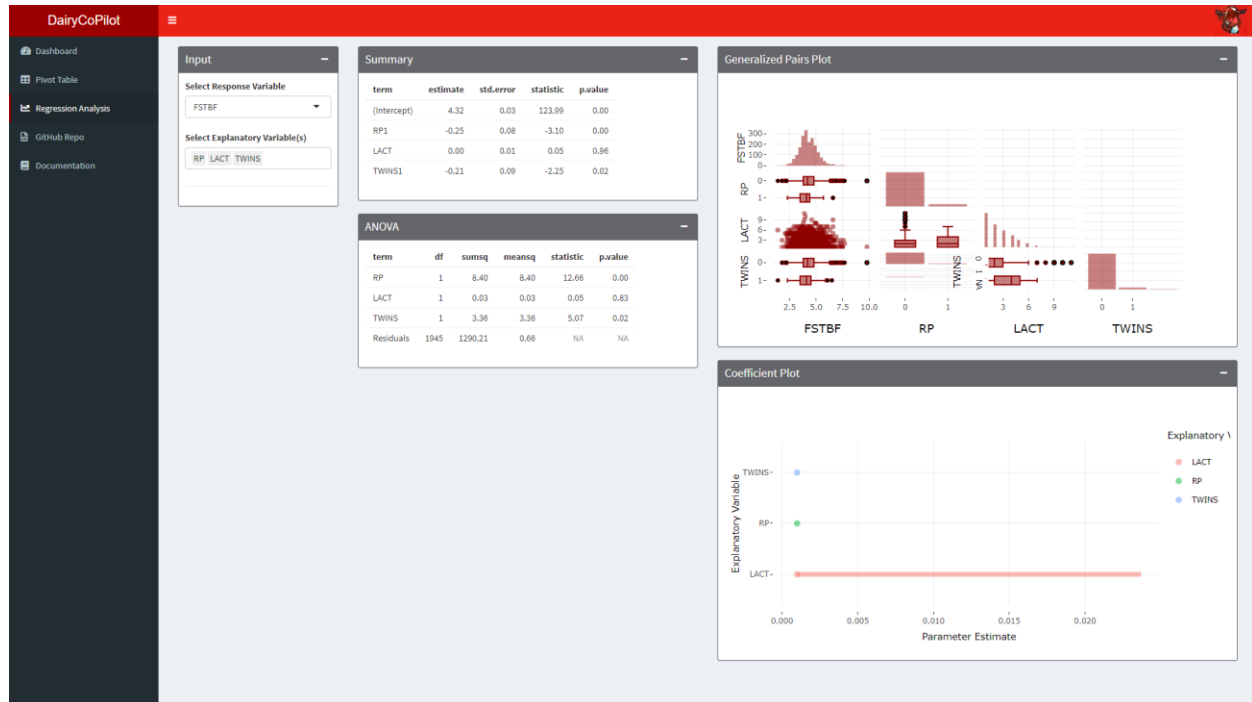 DairyCoPilot
Dashboard
Pivot Table
Regression Analysis
GitHub Repo
Documentation
Input
Select Response Variable
FSTBF
Select Explanatory Variable(s)
RP LACT TWINS
Summary
term estimate std.error statistic p.value
(Intercept) 4.32 0.03 123.99 0.00
RP1 -0.25 0.08 -3.10 0.00
LACT 0.00 0.01 0.05 0.96
TWINS1 -0.21 0.09 -2.25 0.02
ANOVA
term df sumsq meansq statistic p.value
RP 1 8.40 8.40 12.66 0.00
LACT 1 0.03 0.03 0.05 0.83
TWINS 1 3.36 3.36 5.07 0.02
Residuals 1945 1290.21 0.66 NA NA
Generalized Pairs Plot
FSTBF
300-
200-
100-
0-
RP
0-
1-
LACT
9-
6-
3-
TWINS
0-
1-
TWINS
0
1
NA
2.5 5.0 7.5 10.0 0 1 3 6 9 0 1
FSTBF RP LACT TWINS
Coefficient Plot
Explanatory V
LACT
RP
TWINS
Explanatory Variable
TWINS-
RP-
LACT-
0.000 0.005 0.010 0.015 0.020
Parameter Estimate